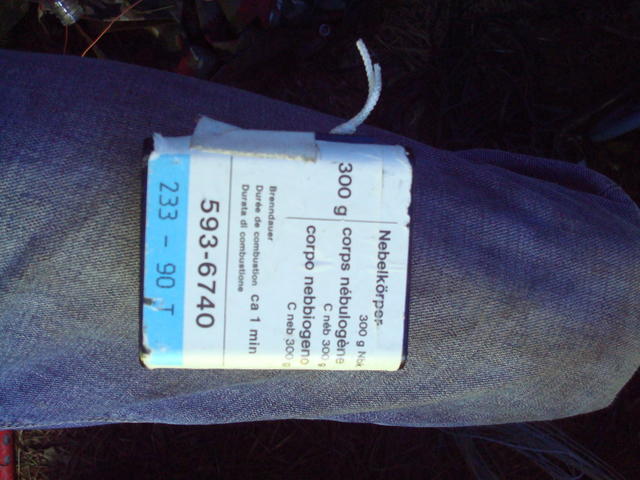 Nebelkörper
300 g Nbk
300 g
corps nébulogène
C néb 300 g
corpo nebbiogeno
C neb 300 g
Brenndauer
Durée de combustion ca 1 min
Durata di combustione
593-6740
233 - 90 T